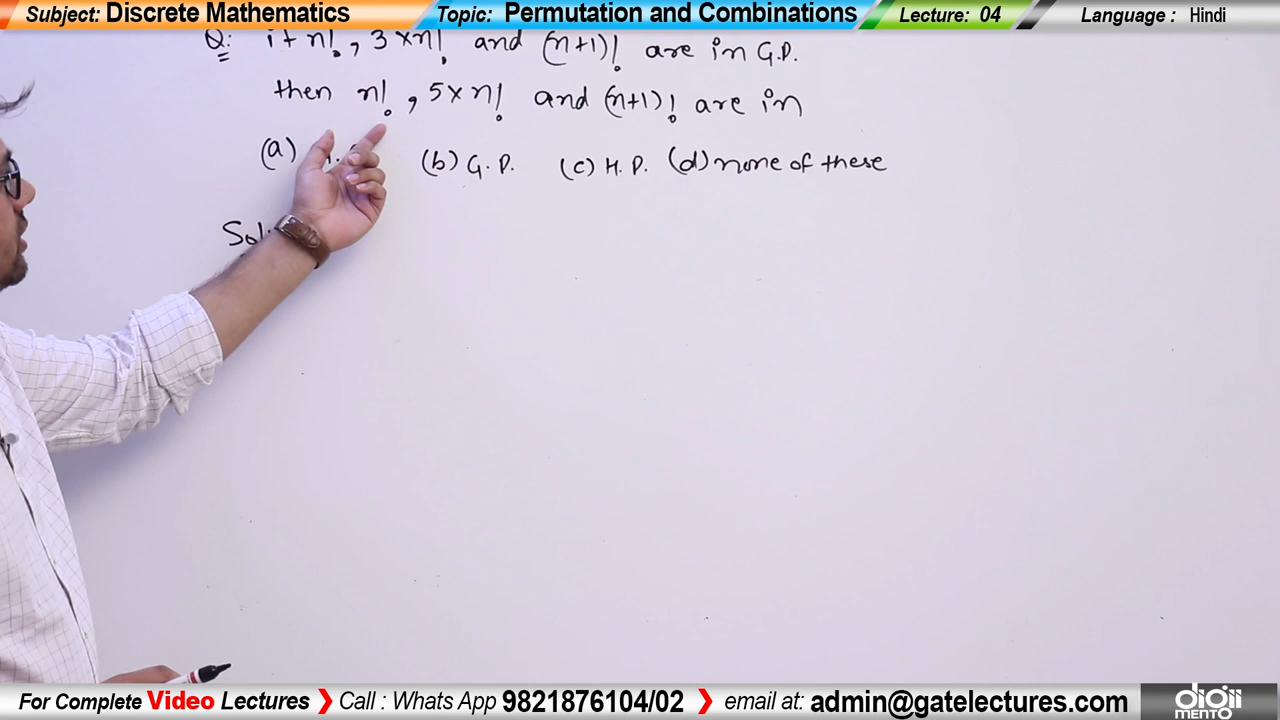 Subject: Discrete Mathematics Topic: Permutation and Combinations Lecture: 04 Language : Hindi
Q: if n!, 3×n! and (n+1)! are in G.P.
then n!, 5×n! and (n+1)! are in
(a) (b) G.P. (c) H.P. (d) none of these
Sol:
For Complete Video Lectures ❯ Call : Whats App 9821876104/02 ❯ email at: admin@gatelectures.com digii MENTO